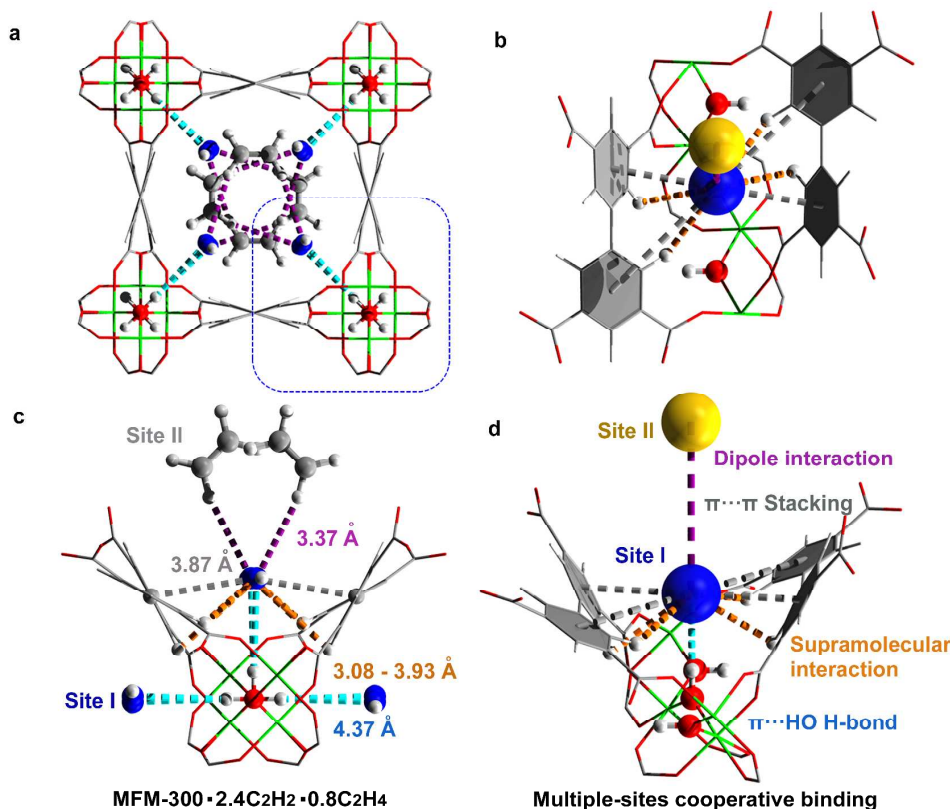 a
b
c
Site II
3.37 Å
3.87 Å
3.08 - 3.93 Å
Site I
4.37 Å
MFM-300▪2.4C₂H₂▪0.8C₂H₄
d
Site II
Dipole interaction
π···π Stacking
Site I
Supramolecular
interaction
π···HO H-bond
Multiple-sites cooperative binding